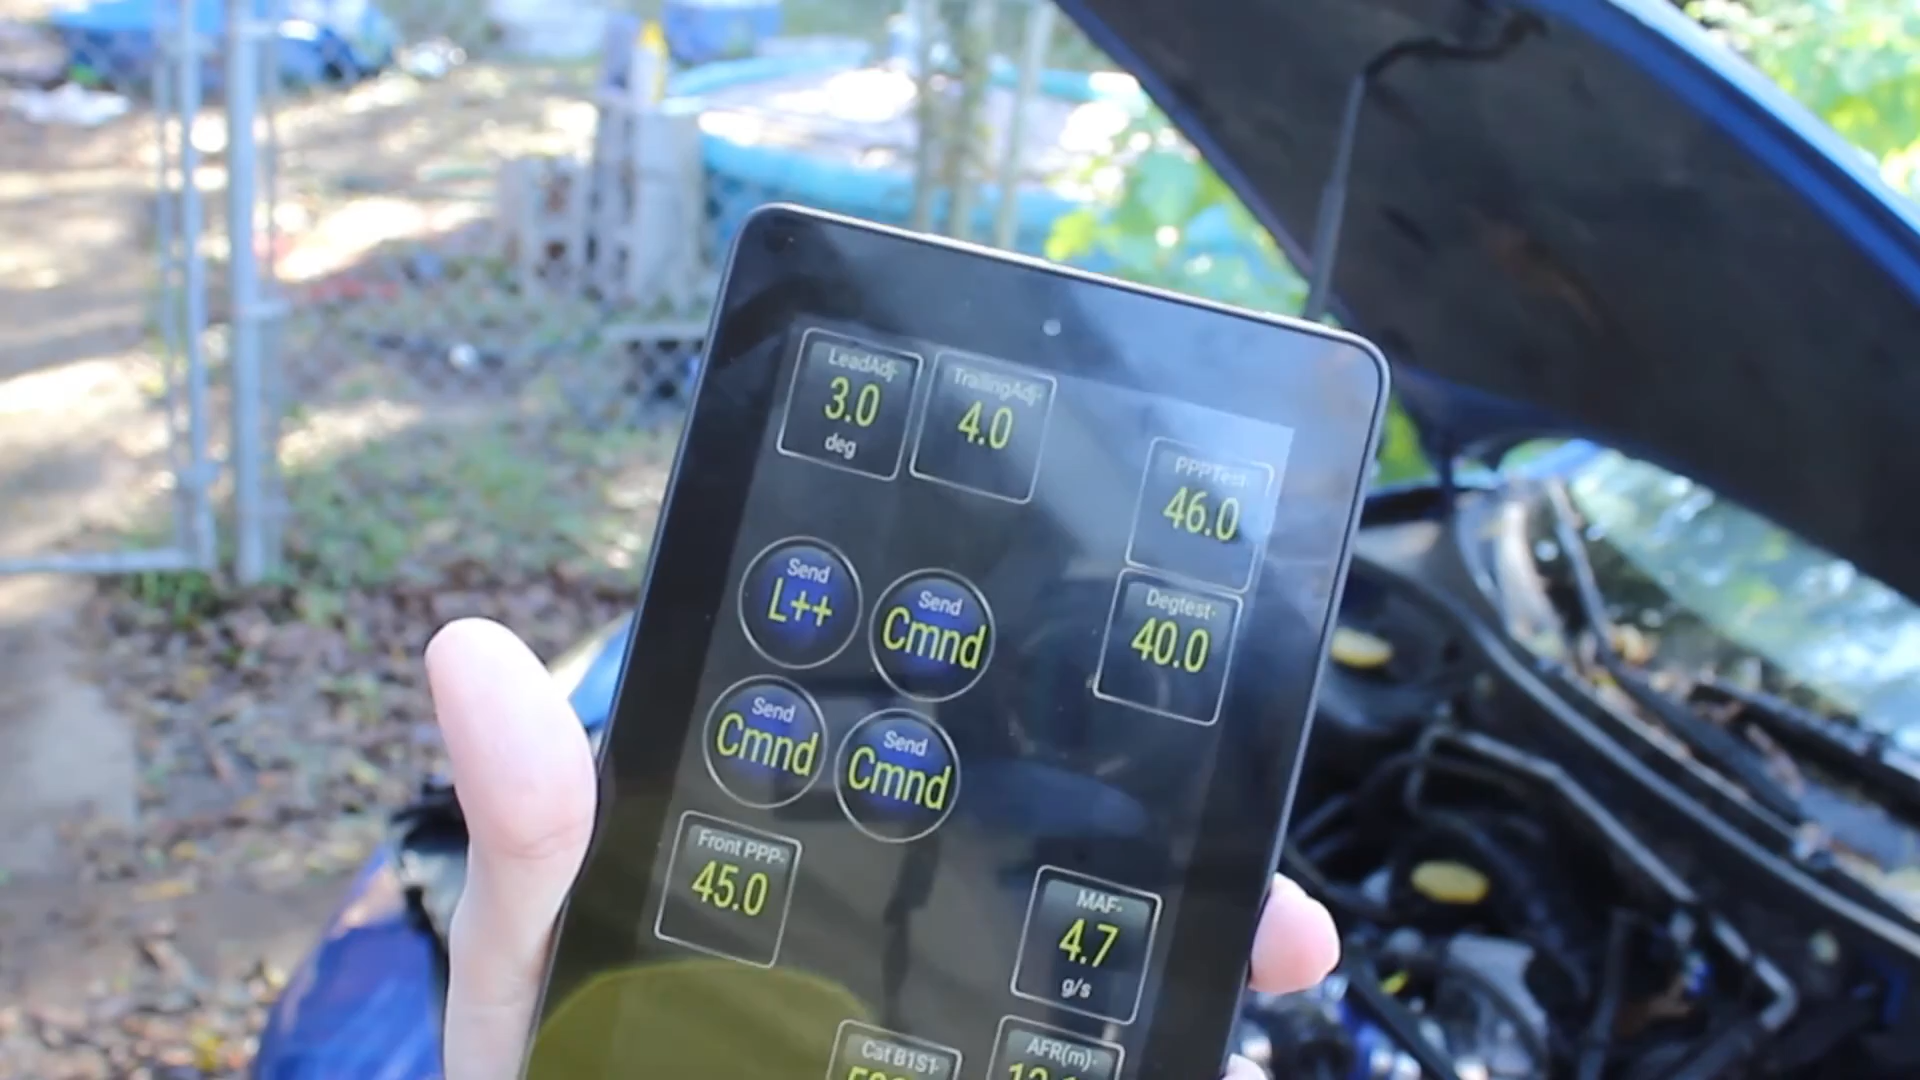 LeadAdj-
3.0
deg
TrailingAdj-
4.0
PPPTest-
46.0
Send
L++
Send
Cmnd
Degtest-
40.0
Send
Cmnd
Send
Cmnd
Front PPP-
45.0
MAF-
4.7
g/s
Cat B1S1-
AFR(m)-